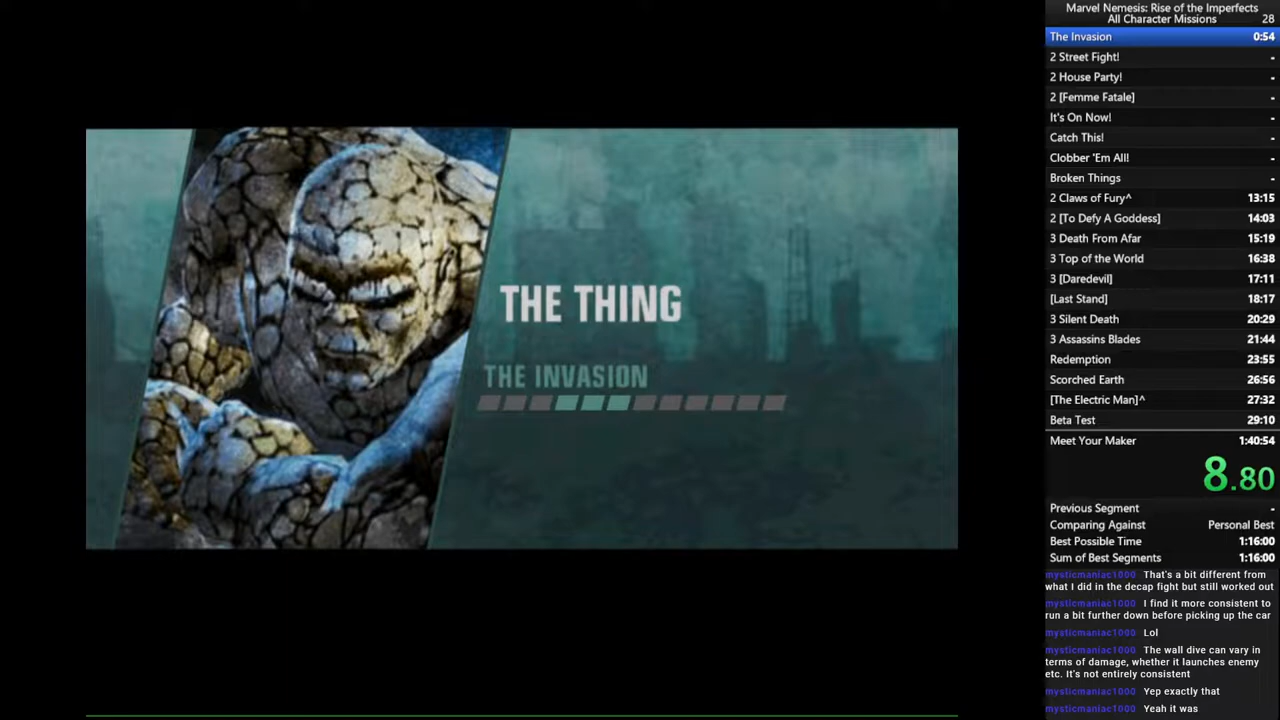 THE THING
THE INVASION
Marvel Nemesis: Rise of the Imperfects
All Character Missions 28
The Invasion 0:54
2 Street Fight! -
2 House Party! -
2 [Femme Fatale] -
It's On Now! -
Catch This! -
Clobber 'Em All! -
Broken Things -
2 Claws of Fury^ 13:15
2 [To Defy A Goddess] 14:03
3 Death From Afar 15:19
3 Top of the World 16:38
3 [Daredevil] 17:11
[Last Stand] 18:17
3 Silent Death 20:29
3 Assassins Blades 21:44
Redemption 23:55
Scorched Earth 26:56
[The Electric Man]^ 27:32
Beta Test 29:10
Meet Your Maker 1:40:54
8.80
Previous Segment -
Comparing Against Personal Best
Best Possible Time 1:16:00
Sum of Best Segments 1:16:00
mysticmaniac1000 That's a bit different from
what I did in the decap fight but still worked out
mysticmaniac1000 I find it more consistent to
run a bit further down before picking up the car
mysticmaniac1000 Lol
mysticmaniac1000 The wall dive can vary in
terms of damage, whether it launches enemy
etc. It's not entirely consistent
mysticmaniac1000 Yep exactly that
mysticmaniac1000 Yeah it was